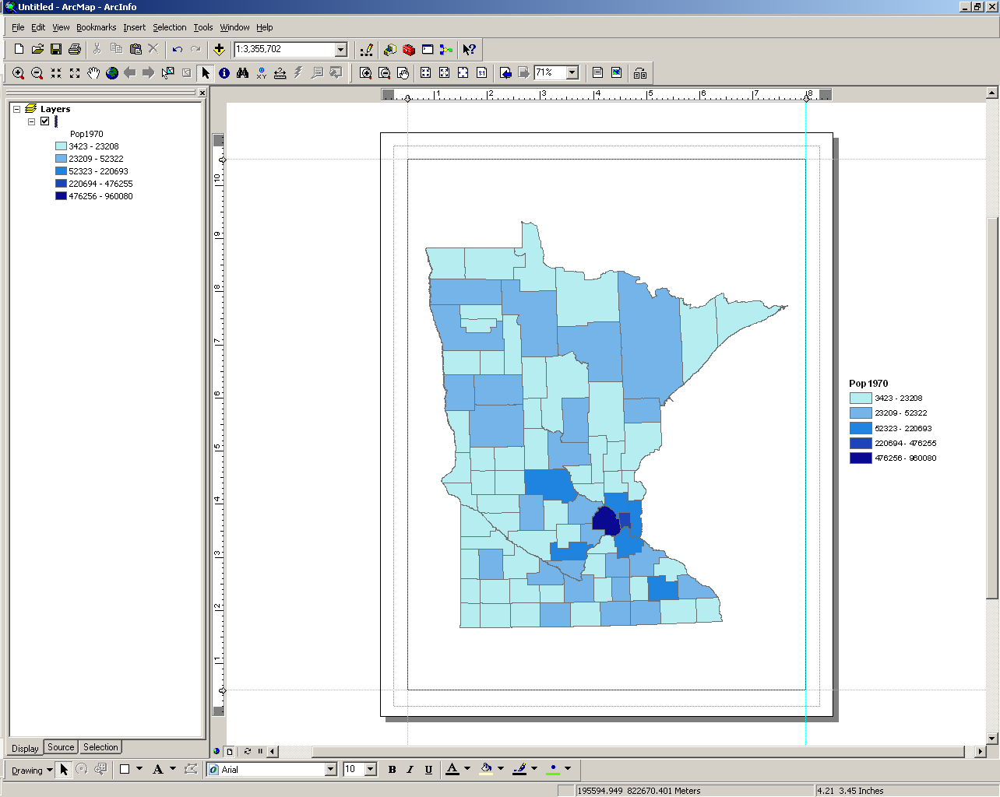 Untitled - ArcMap - ArcInfo
File Edit View Bookmarks Insert Selection Tools Window Help
1:3,355,702
71%
Layers
Pop1970
3423 - 23208
23209 - 52322
52323 - 220693
220694 - 476255
476256 - 960080
1 2 3 4 5 6 7 8
10
9
8
7
6
5
4
3
2
1
Pop 1970
3423 - 23208
23209 - 52322
52323 - 220693
220694 - 476255
476256 - 960080
Display Source Selection
Drawing A Arial 10 B I U A
195594.949 822670.401 Meters 4.21 3.45 Inches